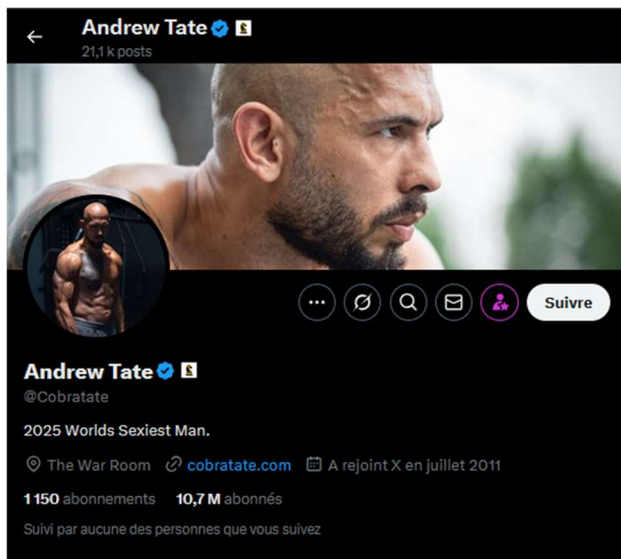 Andrew Tate
21,1 k posts
Suivre
Andrew Tate
@Cobratate
2025 Worlds Sexiest Man.
The War Room cobratate.com A rejoint X en juillet 2011
1 150 abonnements 10,7 M abonnés
Suivi par aucune des personnes que vous suivez